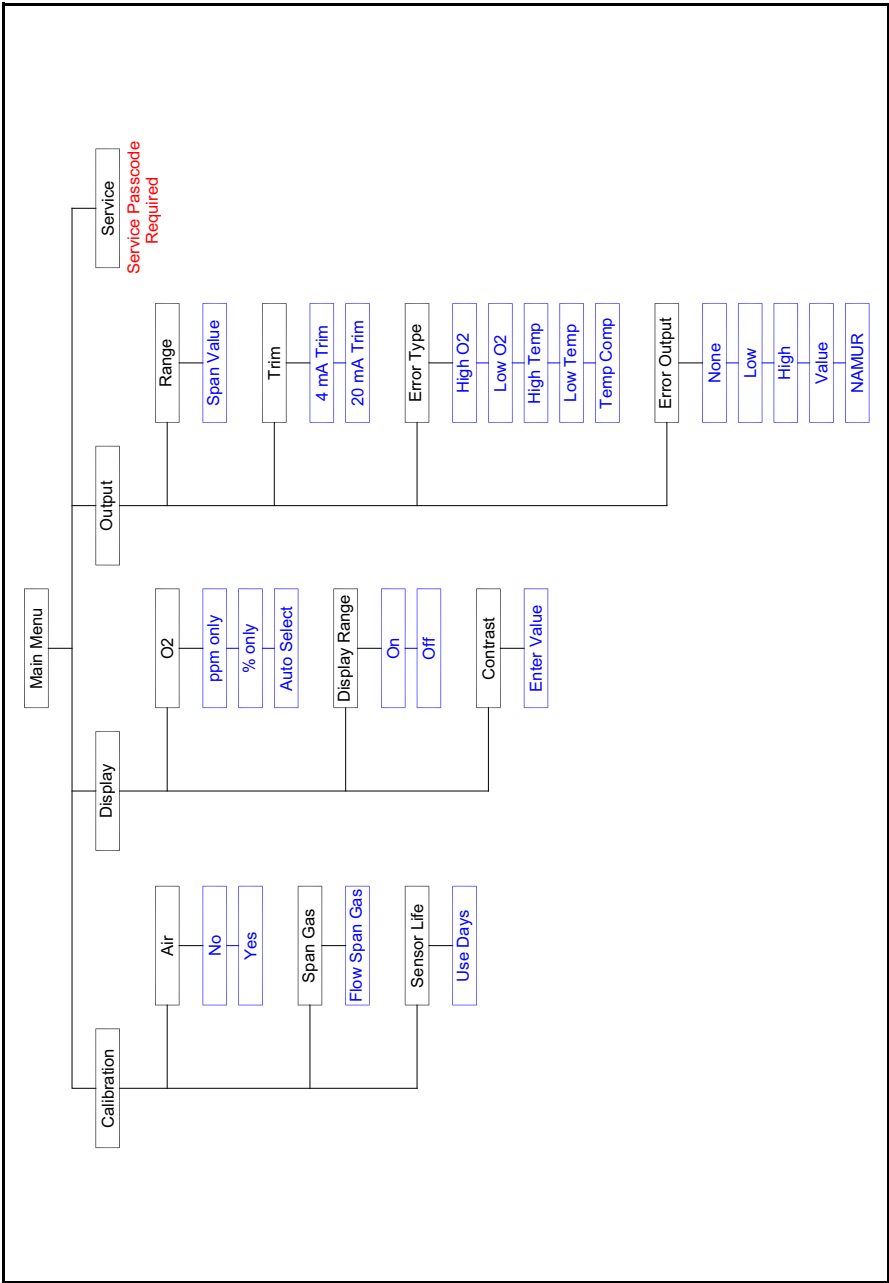 Main Menu
Calibration
Air
No
Yes
Span Gas
Flow Span Gas
Sensor Life
Use Days
Display
O2
ppm only
% only
Auto Select
Display Range
On
Off
Contrast
Enter Value
Output
Range
Span Value
Trim
4 mA Trim
20 mA Trim
Error Type
High O2
Low O2
High Temp
Low Temp
Temp Comp
Error Output
None
Low
High
Value
NAMUR
Service
Service Passcode
Required